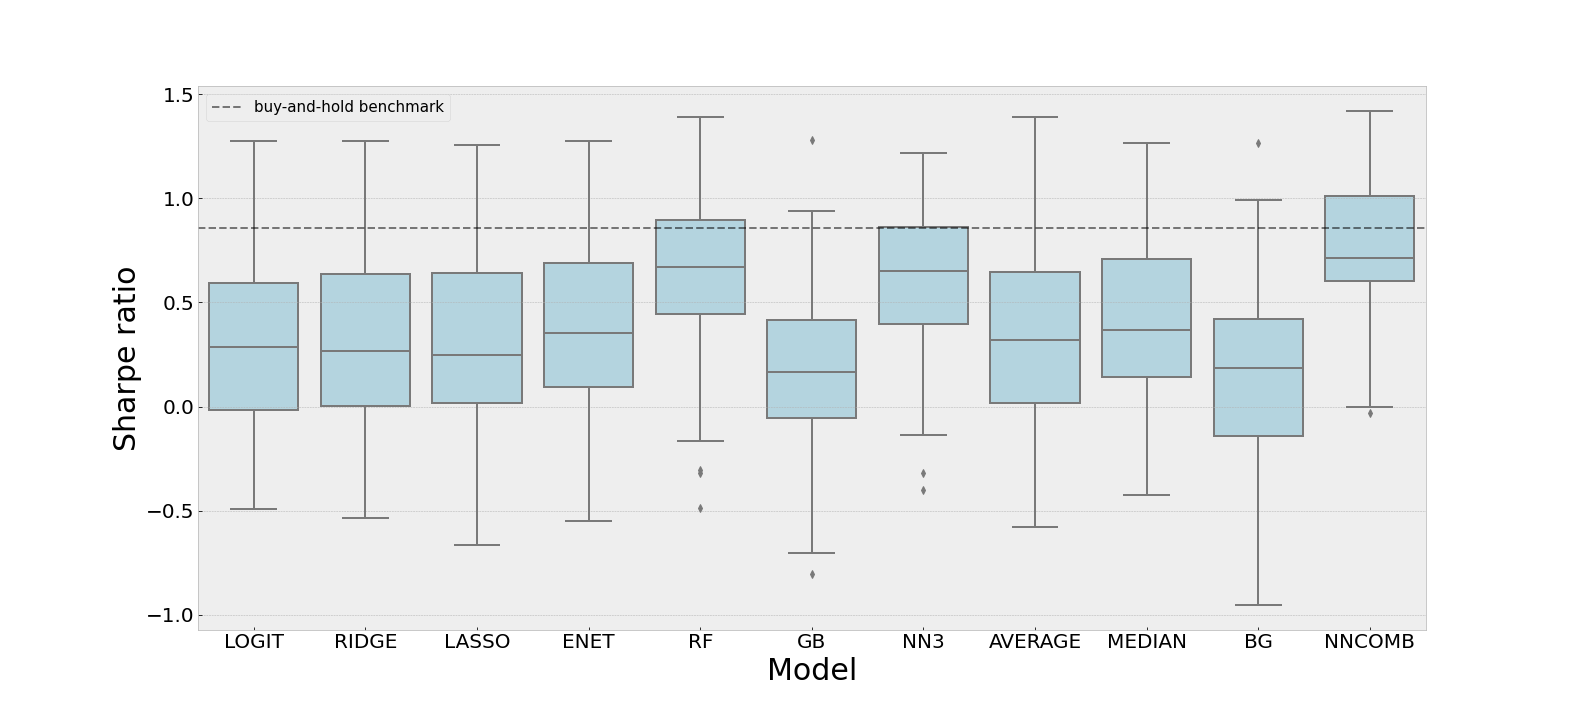 buy-and-hold benchmark
Sharpe ratio
1.5
1.0
0.5
0.0
−0.5
−1.0
LOGIT RIDGE LASSO ENET RF GB NN3 AVERAGE MEDIAN BG NNCOMB
Model